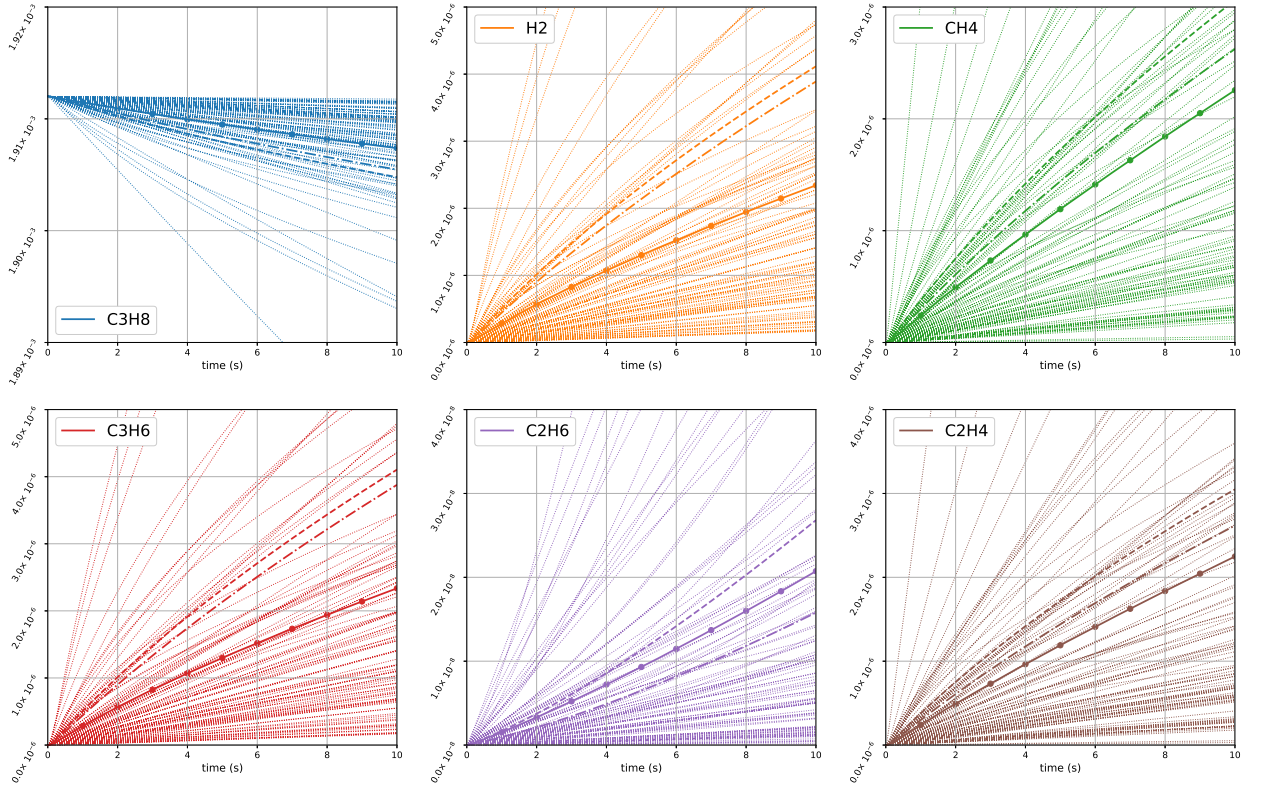 1.92× 10⁻³
1.91× 10⁻³
1.90× 10⁻³
1.89× 10⁻³
C3H8
0 2 4 6 8 10
time (s)
5.0× 10⁻⁶
4.0× 10⁻⁶
3.0× 10⁻⁶
2.0× 10⁻⁶
1.0× 10⁻⁶
0.0× 10⁻⁶
H2
0 2 4 6 8 10
time (s)
3.0× 10⁻⁶
2.0× 10⁻⁶
1.0× 10⁻⁶
0.0× 10⁻⁶
CH4
0 2 4 6 8 10
time (s)
5.0× 10⁻⁶
4.0× 10⁻⁶
3.0× 10⁻⁶
2.0× 10⁻⁶
1.0× 10⁻⁶
0.0× 10⁻⁶
C3H6
0 2 4 6 8 10
time (s)
4.0× 10⁻⁸
3.0× 10⁻⁸
2.0× 10⁻⁸
1.0× 10⁻⁸
0.0× 10⁻⁸
C2H6
0 2 4 6 8 10
time (s)
4.0× 10⁻⁶
3.0× 10⁻⁶
2.0× 10⁻⁶
1.0× 10⁻⁶
0.0× 10⁻⁶
C2H4
0 2 4 6 8 10
time (s)